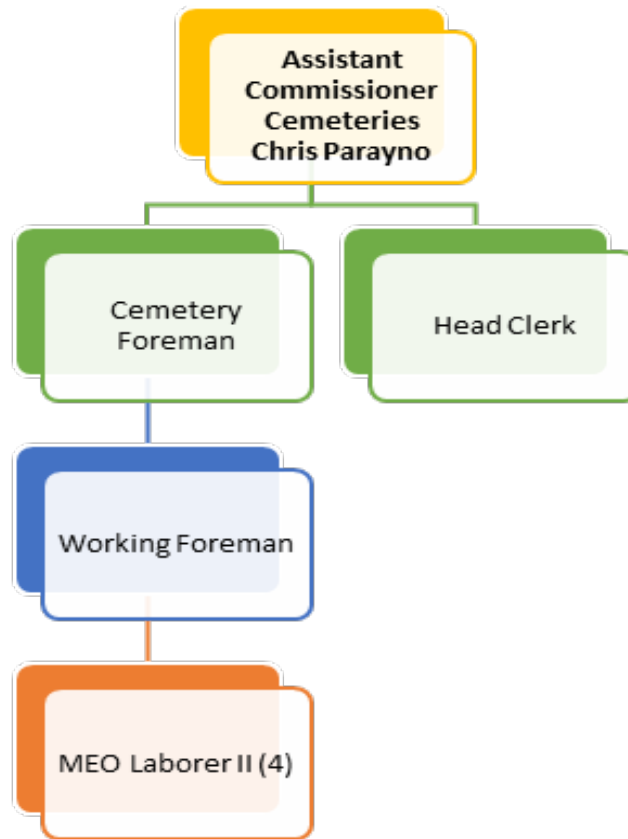 Assistant
Commissioner
Cemeteries
Chris Parayno
Cemetery
Foreman
Head Clerk
Working Foreman
MEO Laborer II (4)